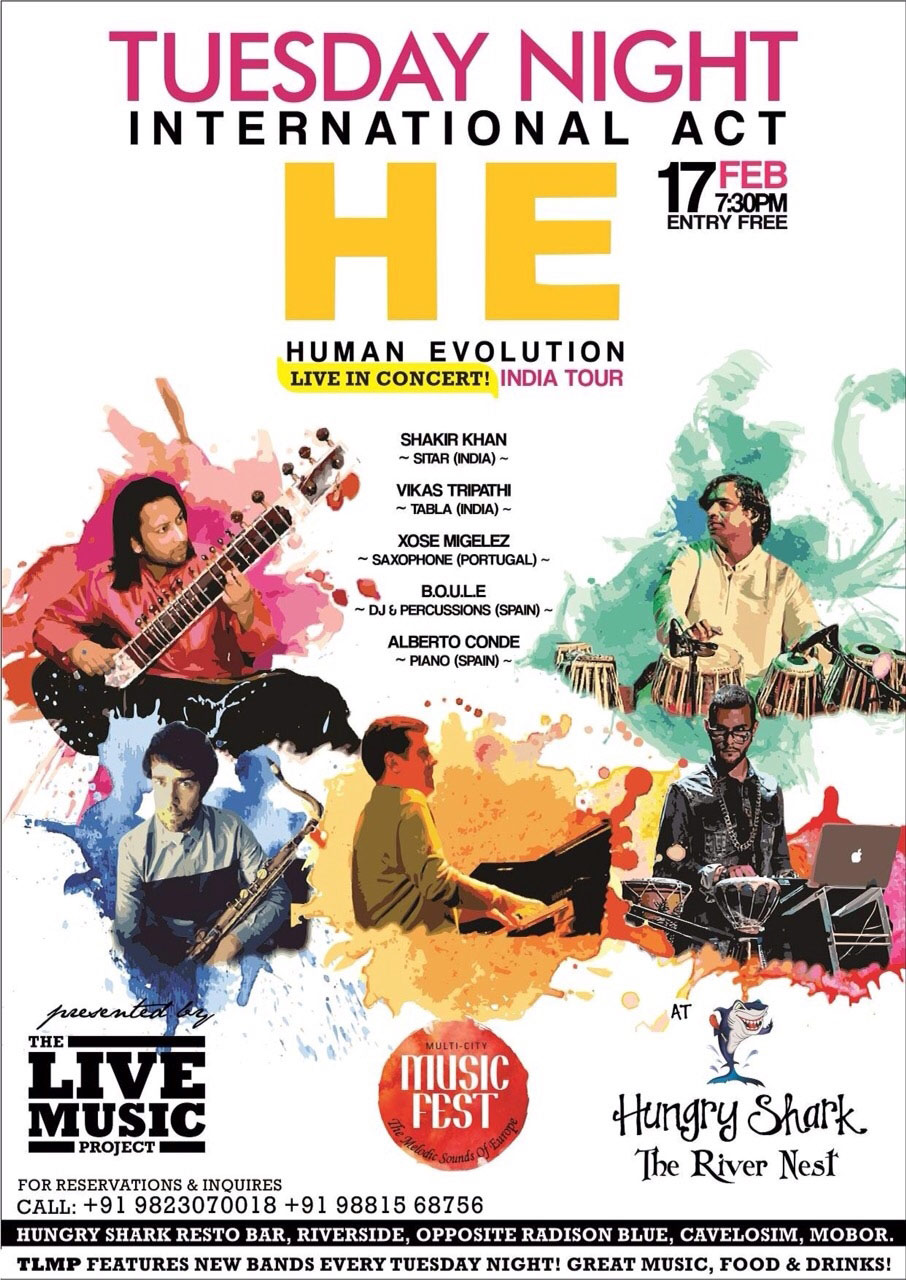 TUESDAY NIGHT
INTERNATIONAL ACT
HE
17 FEB
7:30PM
ENTRY FREE
HUMAN EVOLUTION
LIVE IN CONCERT! INDIA TOUR
SHAKIR KHAN
~ SITAR (INDIA) ~
VIKAS TRIPATHI
~ TABLA (INDIA) ~
XOSE MIGELEZ
~ SAXOPHONE (PORTUGAL) ~
B.O.U.L.E
~ DJ & PERCUSSIONS (SPAIN) ~
ALBERTO CONDE
~ PIANO (SPAIN) ~
presented by
THE
LIVE
MUSIC
PROJECT
MULTI-CITY
MUSIC
FEST
The Melodic Sounds Of Europe
AT
Hungry Shark
The River Nest
FOR RESERVATIONS & INQUIRES
CALL: +91 9823070018 +91 98815 68756
HUNGRY SHARK RESTO BAR, RIVERSIDE, OPPOSITE RADISON BLUE, CAVELOSIM, MOBOR.
TLMP FEATURES NEW BANDS EVERY TUESDAY NIGHT! GREAT MUSIC, FOOD & DRINKS!